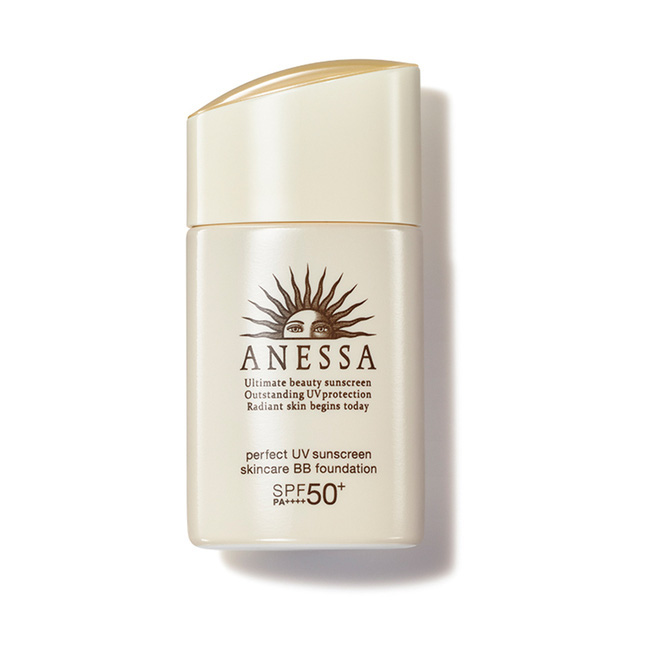 ANESSA
Ultimate beauty sunscreen
Outstanding UV protection
Radiant skin begins today
perfect UV sunscreen
skincare BB foundation
SPF50+
PA++++